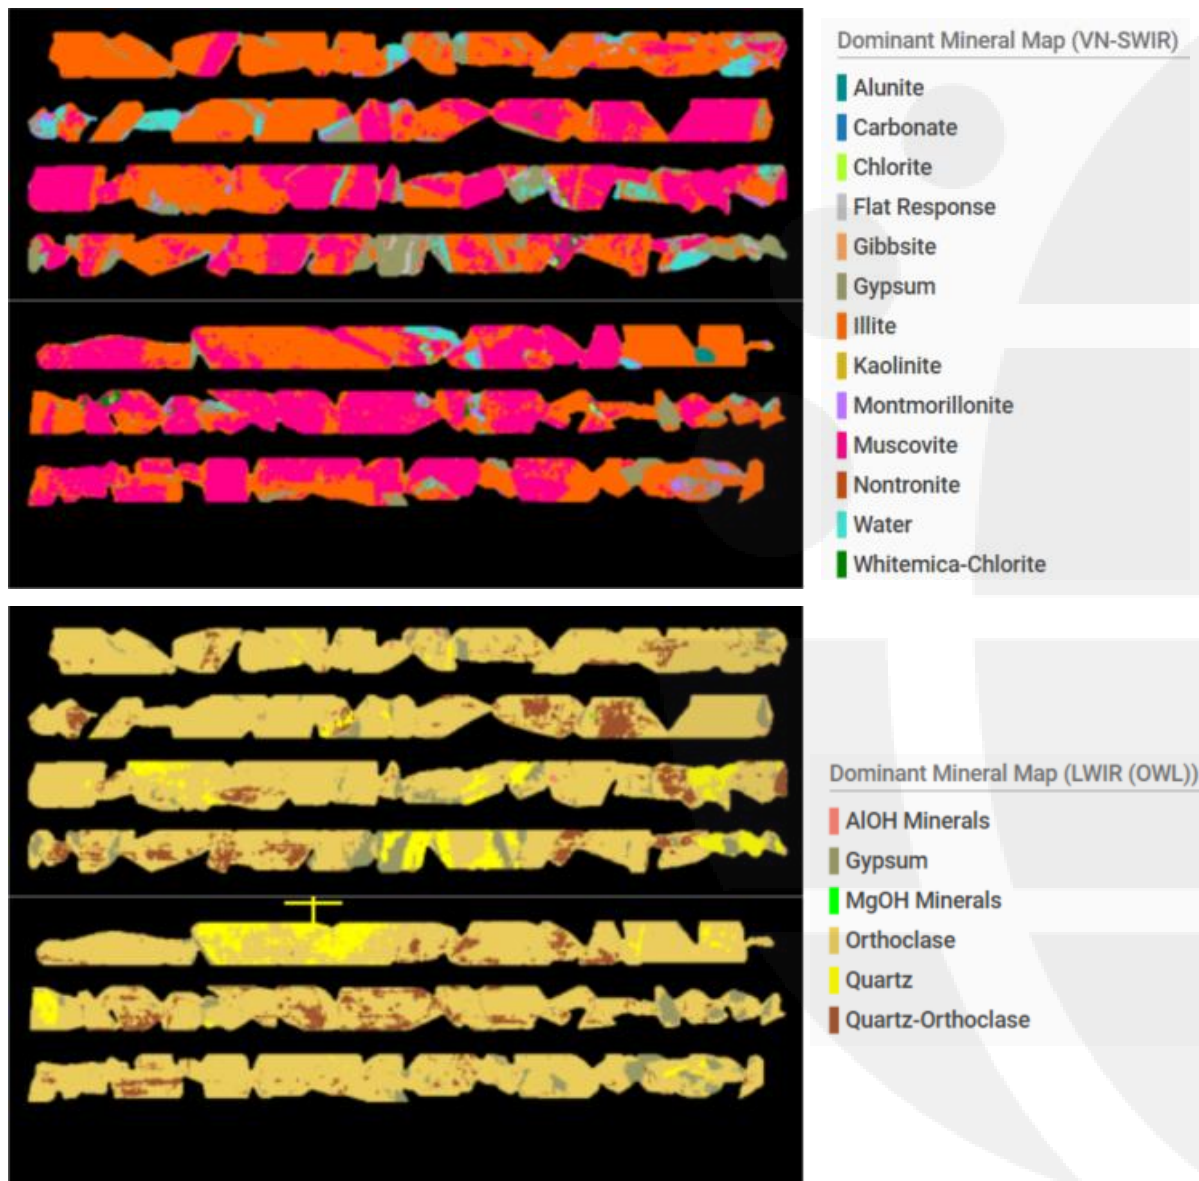 Dominant Mineral Map (VN-SWIR)
Alunite
Carbonate
Chlorite
Flat Response
Gibbsite
Gypsum
Illite
Kaolinite
Montmorillonite
Muscovite
Nontronite
Water
Whitemica-Chlorite
Dominant Mineral Map (LWIR (OWL))
AlOH Minerals
Gypsum
MgOH Minerals
Orthoclase
Quartz
Quartz-Orthoclase